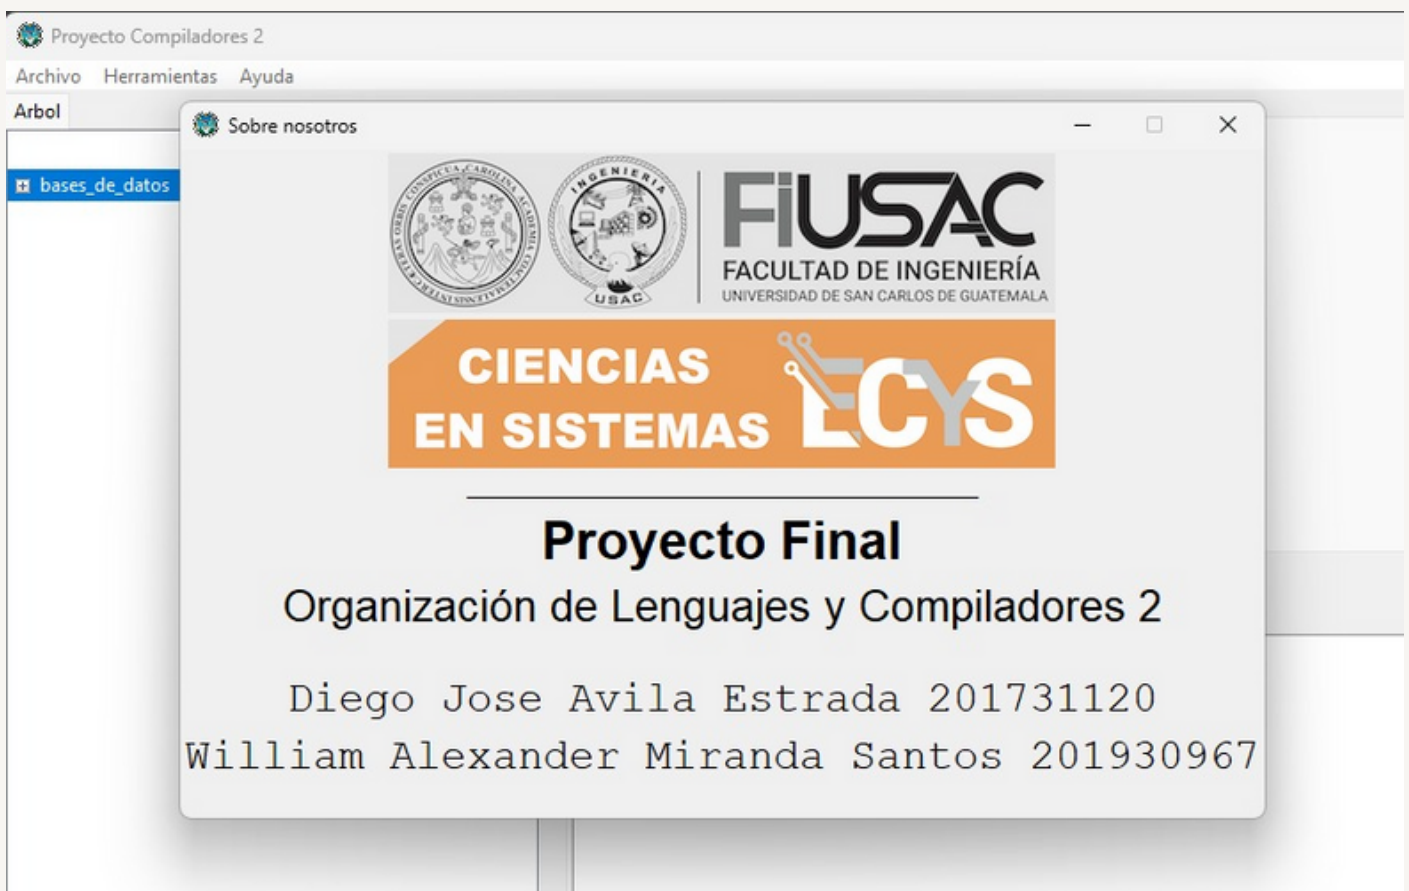 Proyecto Compiladores 2
Archivo Herramientas Ayuda
Arbol
Sobre nosotros
bases_de_datos
INGENIERIA
USAC
FiUSAC
FACULTAD DE INGENIERÍA
UNIVERSIDAD DE SAN CARLOS DE GUATEMALA
CIENCIAS
EN SISTEMAS
ECYS
Proyecto Final
Organización de Lenguajes y Compiladores 2
Diego Jose Avila Estrada 201731120
William Alexander Miranda Santos 201930967